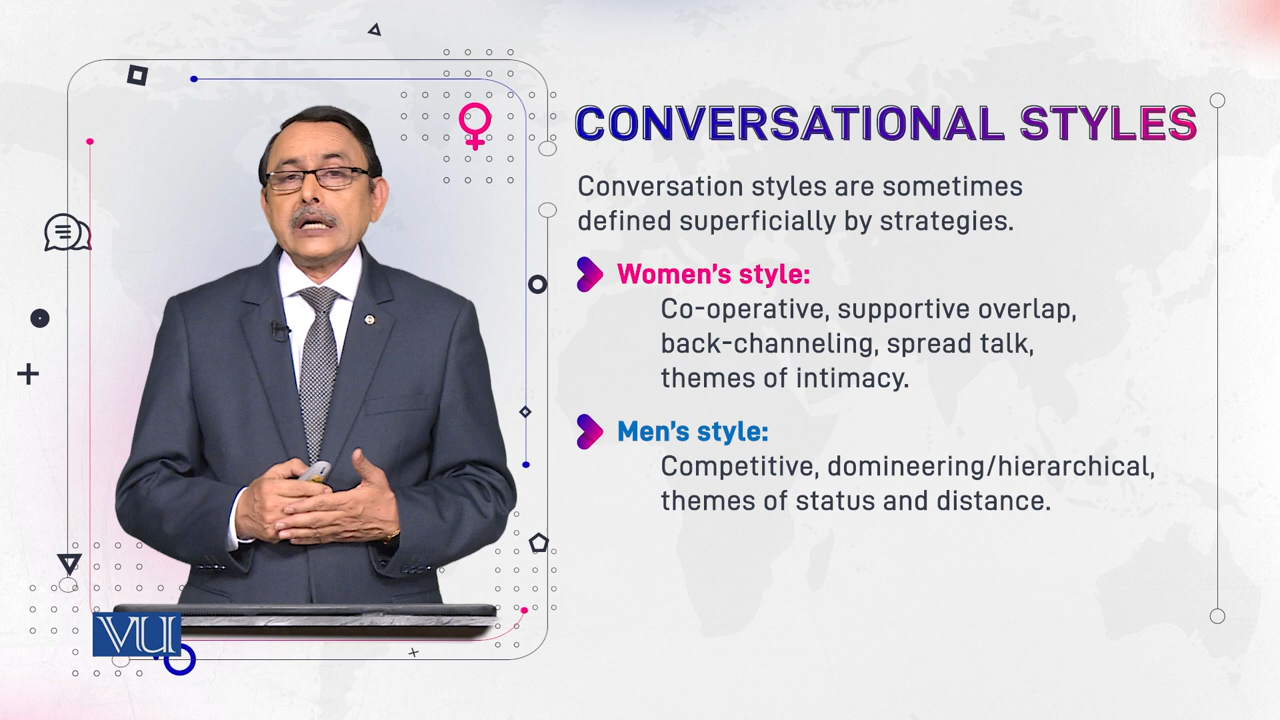 CONVERSATIONAL STYLES
Conversation styles are sometimes
defined superficially by strategies.
Women's style:
Co-operative, supportive overlap,
back-channeling, spread talk,
themes of intimacy.
Men's style:
Competitive, domineering/hierarchical,
themes of status and distance.
VU